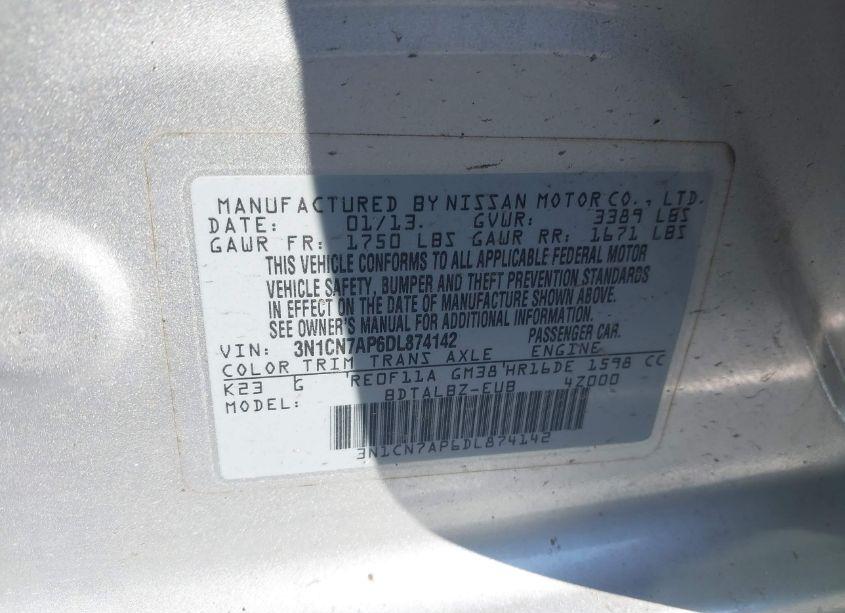 MANUFACTURED BY NISSAN MOTOR CO., LTD.
DATE: 01/13. GVWR: 3389 LBS
GAWR FR: 1750 LBS GAWR RR: 1671 LBS
THIS VEHICLE CONFORMS TO ALL APPLICABLE FEDERAL MOTOR
VEHICLE SAFETY, BUMPER AND THEFT PREVENTION STANDARDS
IN EFFECT ON THE DATE OF MANUFACTURE SHOWN ABOVE.
SEE OWNER'S MANUAL FOR ADDITIONAL INFORMATION.
VIN: 3N1CN7AP6DL874142 PASSENGER CAR.
COLOR TRIM TRANS AXLE ENGINE
K23 G RE0F11A GM38 HR16DE 1598 CC
MODEL: BDTALBZ-EUB 4Z000
3N1CN7AP6DL874142